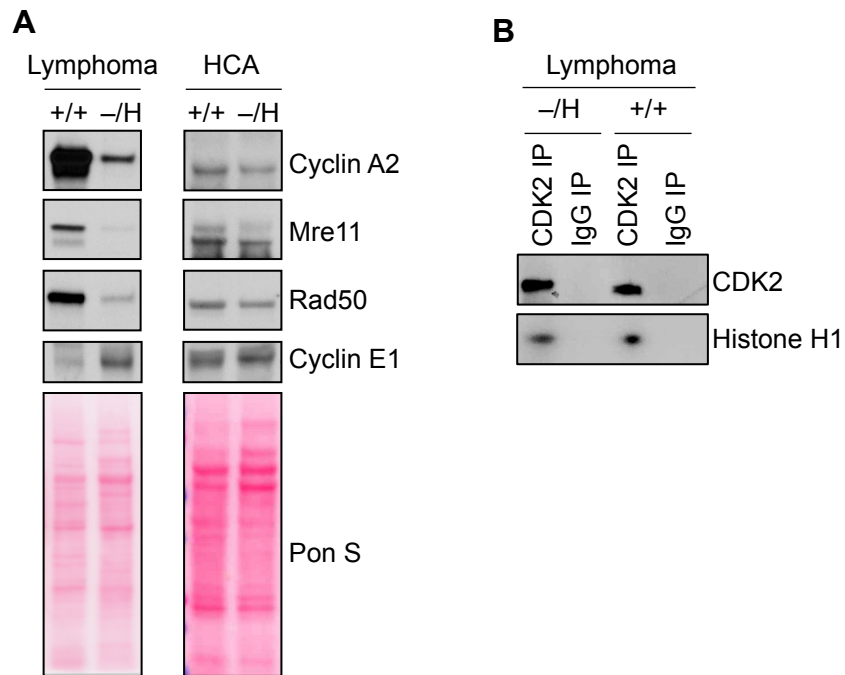 A
Lymphoma HCA
+/+ –/H +/+ –/H
Cyclin A2
Mre11
Rad50
Cyclin E1
Pon S
B
Lymphoma
–/H +/+
CDK2 IP IgG IP CDK2 IP IgG IP
CDK2
Histone H1